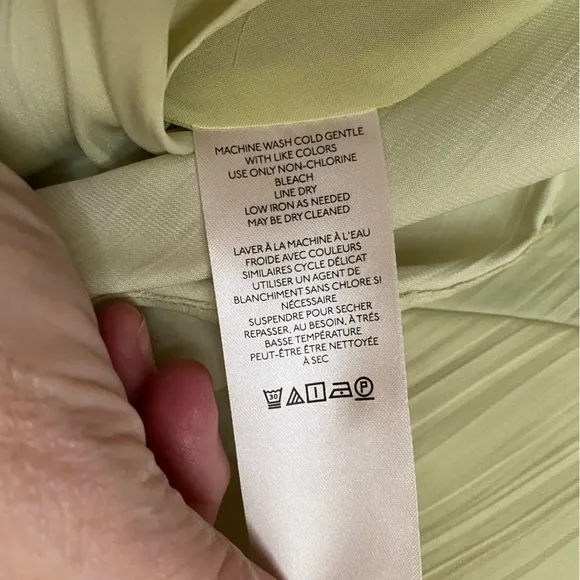 MACHINE WASH COLD GENTLE
WITH LIKE COLORS
USE ONLY NON-CHLORINE
BLEACH
LINE DRY
LOW IRON AS NEEDED
MAY BE DRY CLEANED
LAVER À LA MACHINE À L'EAU
FROIDE AVEC COULEURS
SIMILAIRES CYCLE DÉLICAT
UTILISER UN AGENT DE
BLANCHIMENT SANS CHLORE SI
NÉCESSAIRE
SUSPENDRE POUR SECHER
REPASSER, AU BESOIN, À TRÉS
BASSE TEMPÉRATURE
PEUT-ÊTRE ÊTRE NETTOYÉE
À SEC
30 P